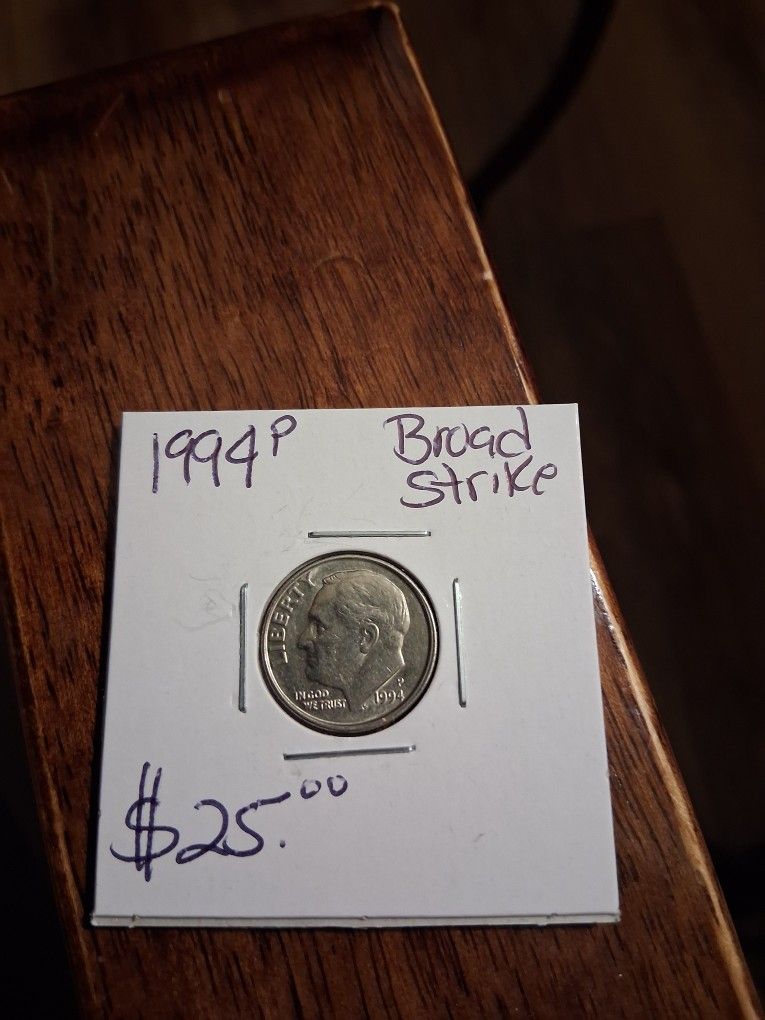 1994P
Broad
Strike
LIBERTY
IN GOD
WE TRUST
P
1994
$25.00